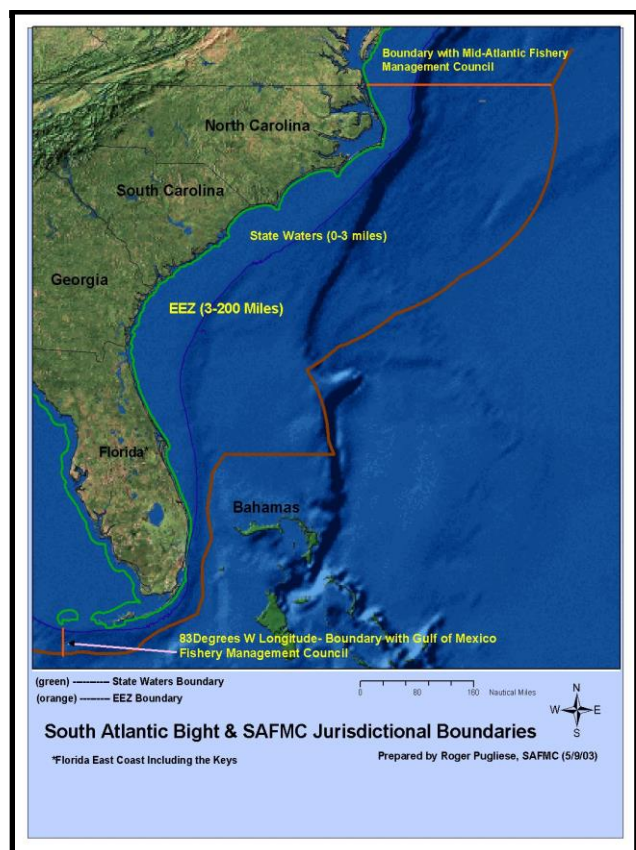 Boundary with Mid-Atlantic Fishery
Management Council
North Carolina
South Carolina
State Waters (0-3 miles)
Georgia
EEZ (3-200 Miles)
Florida*
Bahamas
83Degrees W Longitude- Boundary with Gulf of Mexico
Fishery Management Council
(green) ---------- State Waters Boundary
(orange) --------- EEZ Boundary
0 80 160 Nautical Miles
N
W E
S
South Atlantic Bight & SAFMC Jurisdictional Boundaries
*Florida East Coast Including the Keys
Prepared by Roger Pugliese, SAFMC (5/9/03)